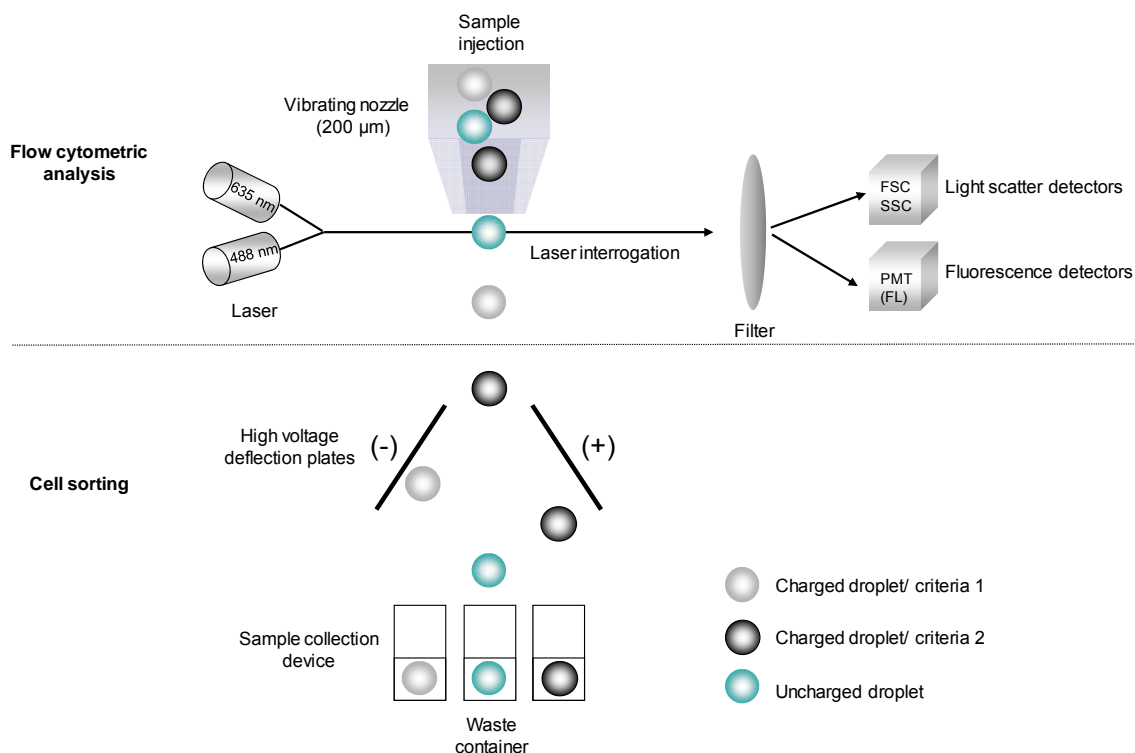 Sample
injection
Vibrating nozzle
(200 µm)
Flow cytometric
analysis
635 nm
488 nm
Laser
Laser interrogation
Filter
FSC
SSC
Light scatter detectors
PMT
(FL)
Fluorescence detectors
High voltage
deflection plates
(-)
(+)
Cell sorting
Sample collection
device
Waste
container
Charged droplet/ criteria 1
Charged droplet/ criteria 2
Uncharged droplet